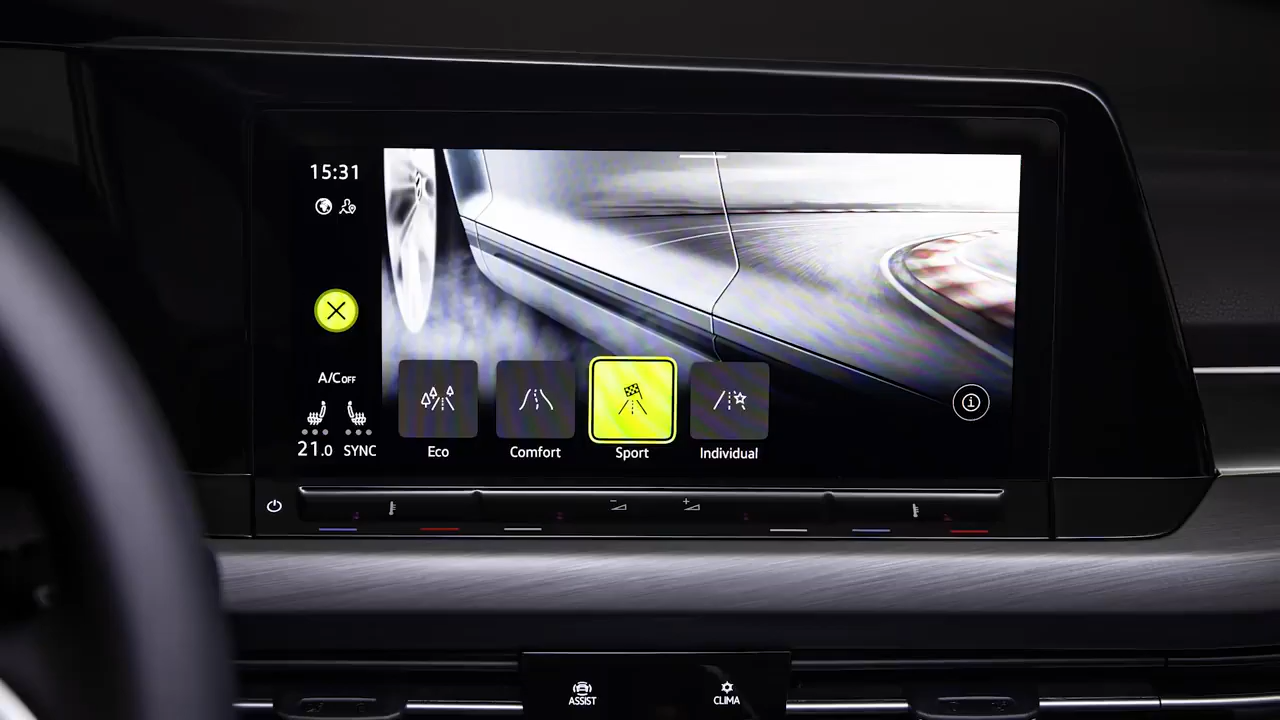 15:31
A/C OFF
21.0 SYNC
Eco Comfort Sport Individual
ASSIST CLIMA